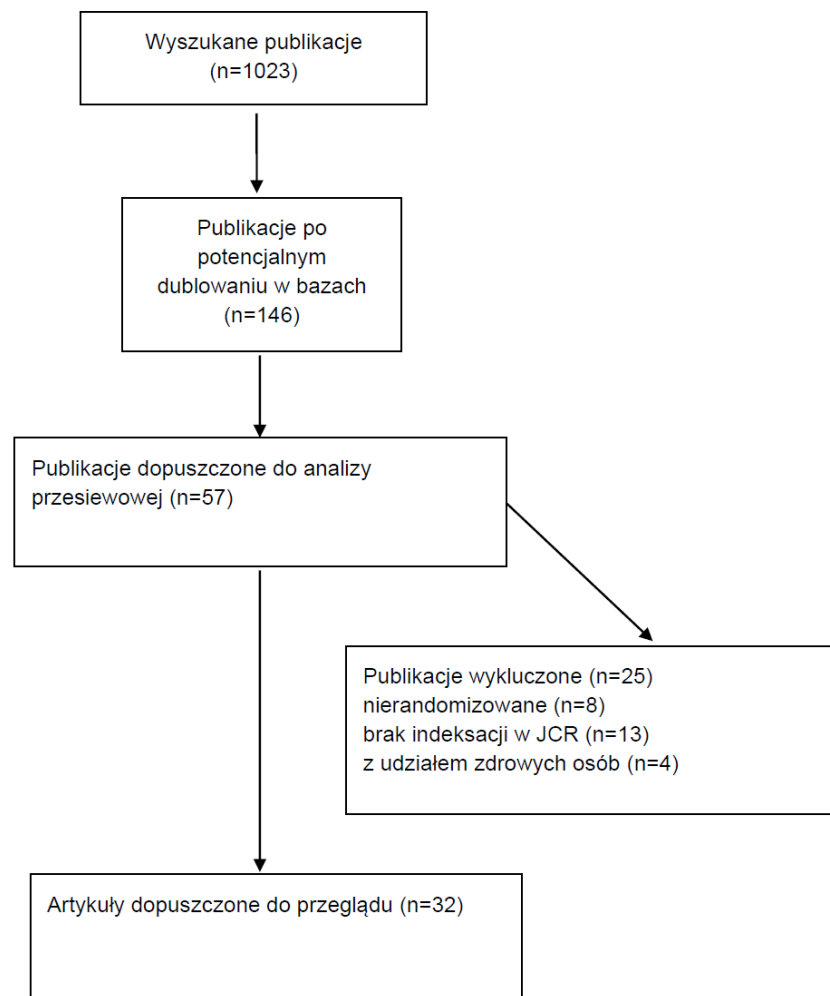 Wyszukane publikacje
(n=1023)
Publikacje po
potencjalnym
dublowaniu w bazach
(n=146)
Publikacje dopuszczone do analizy
przesiewowej (n=57)
Publikacje wykluczone (n=25)
nierandomizowane (n=8)
brak indeksacji w JCR (n=13)
z udziałem zdrowych osób (n=4)
Artykuły dopuszczone do przeglądu (n=32)